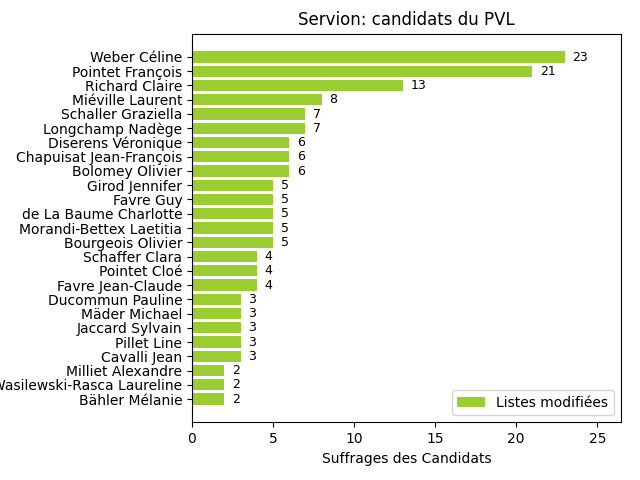 Servion: candidats du PVL
Weber Céline 23
Pointet François 21
Richard Claire 13
Miéville Laurent 8
Schaller Graziella 7
Longchamp Nadège 7
Diserens Véronique 6
Chapuisat Jean-François 6
Bolomey Olivier 6
Girod Jennifer 5
Favre Guy 5
de La Baume Charlotte 5
Morandi-Bettex Laetitia 5
Bourgeois Olivier 5
Schaffer Clara 4
Pointet Cloé 4
Favre Jean-Claude 4
Ducommun Pauline 3
Mäder Michael 3
Jaccard Sylvain 3
Pillet Line 3
Cavalli Jean 3
Milliet Alexandre 2
Wasilewski-Rasca Laureline 2
Bähler Mélanie 2
Listes modifiées
0 5 10 15 20 25
Suffrages des Candidats